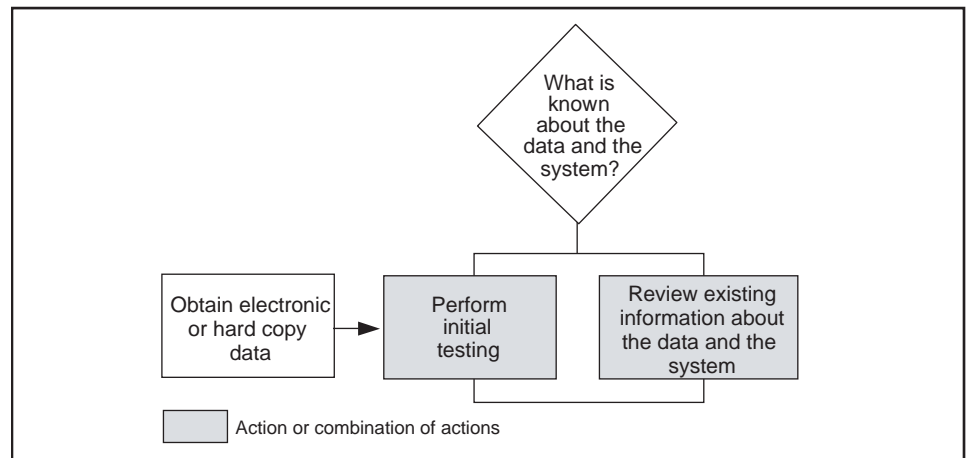 What is
known
about the
data and the
system?
Obtain electronic
or hard copy
data
Perform
initial
testing
Review existing
information about
the data and the
system
Action or combination of actions